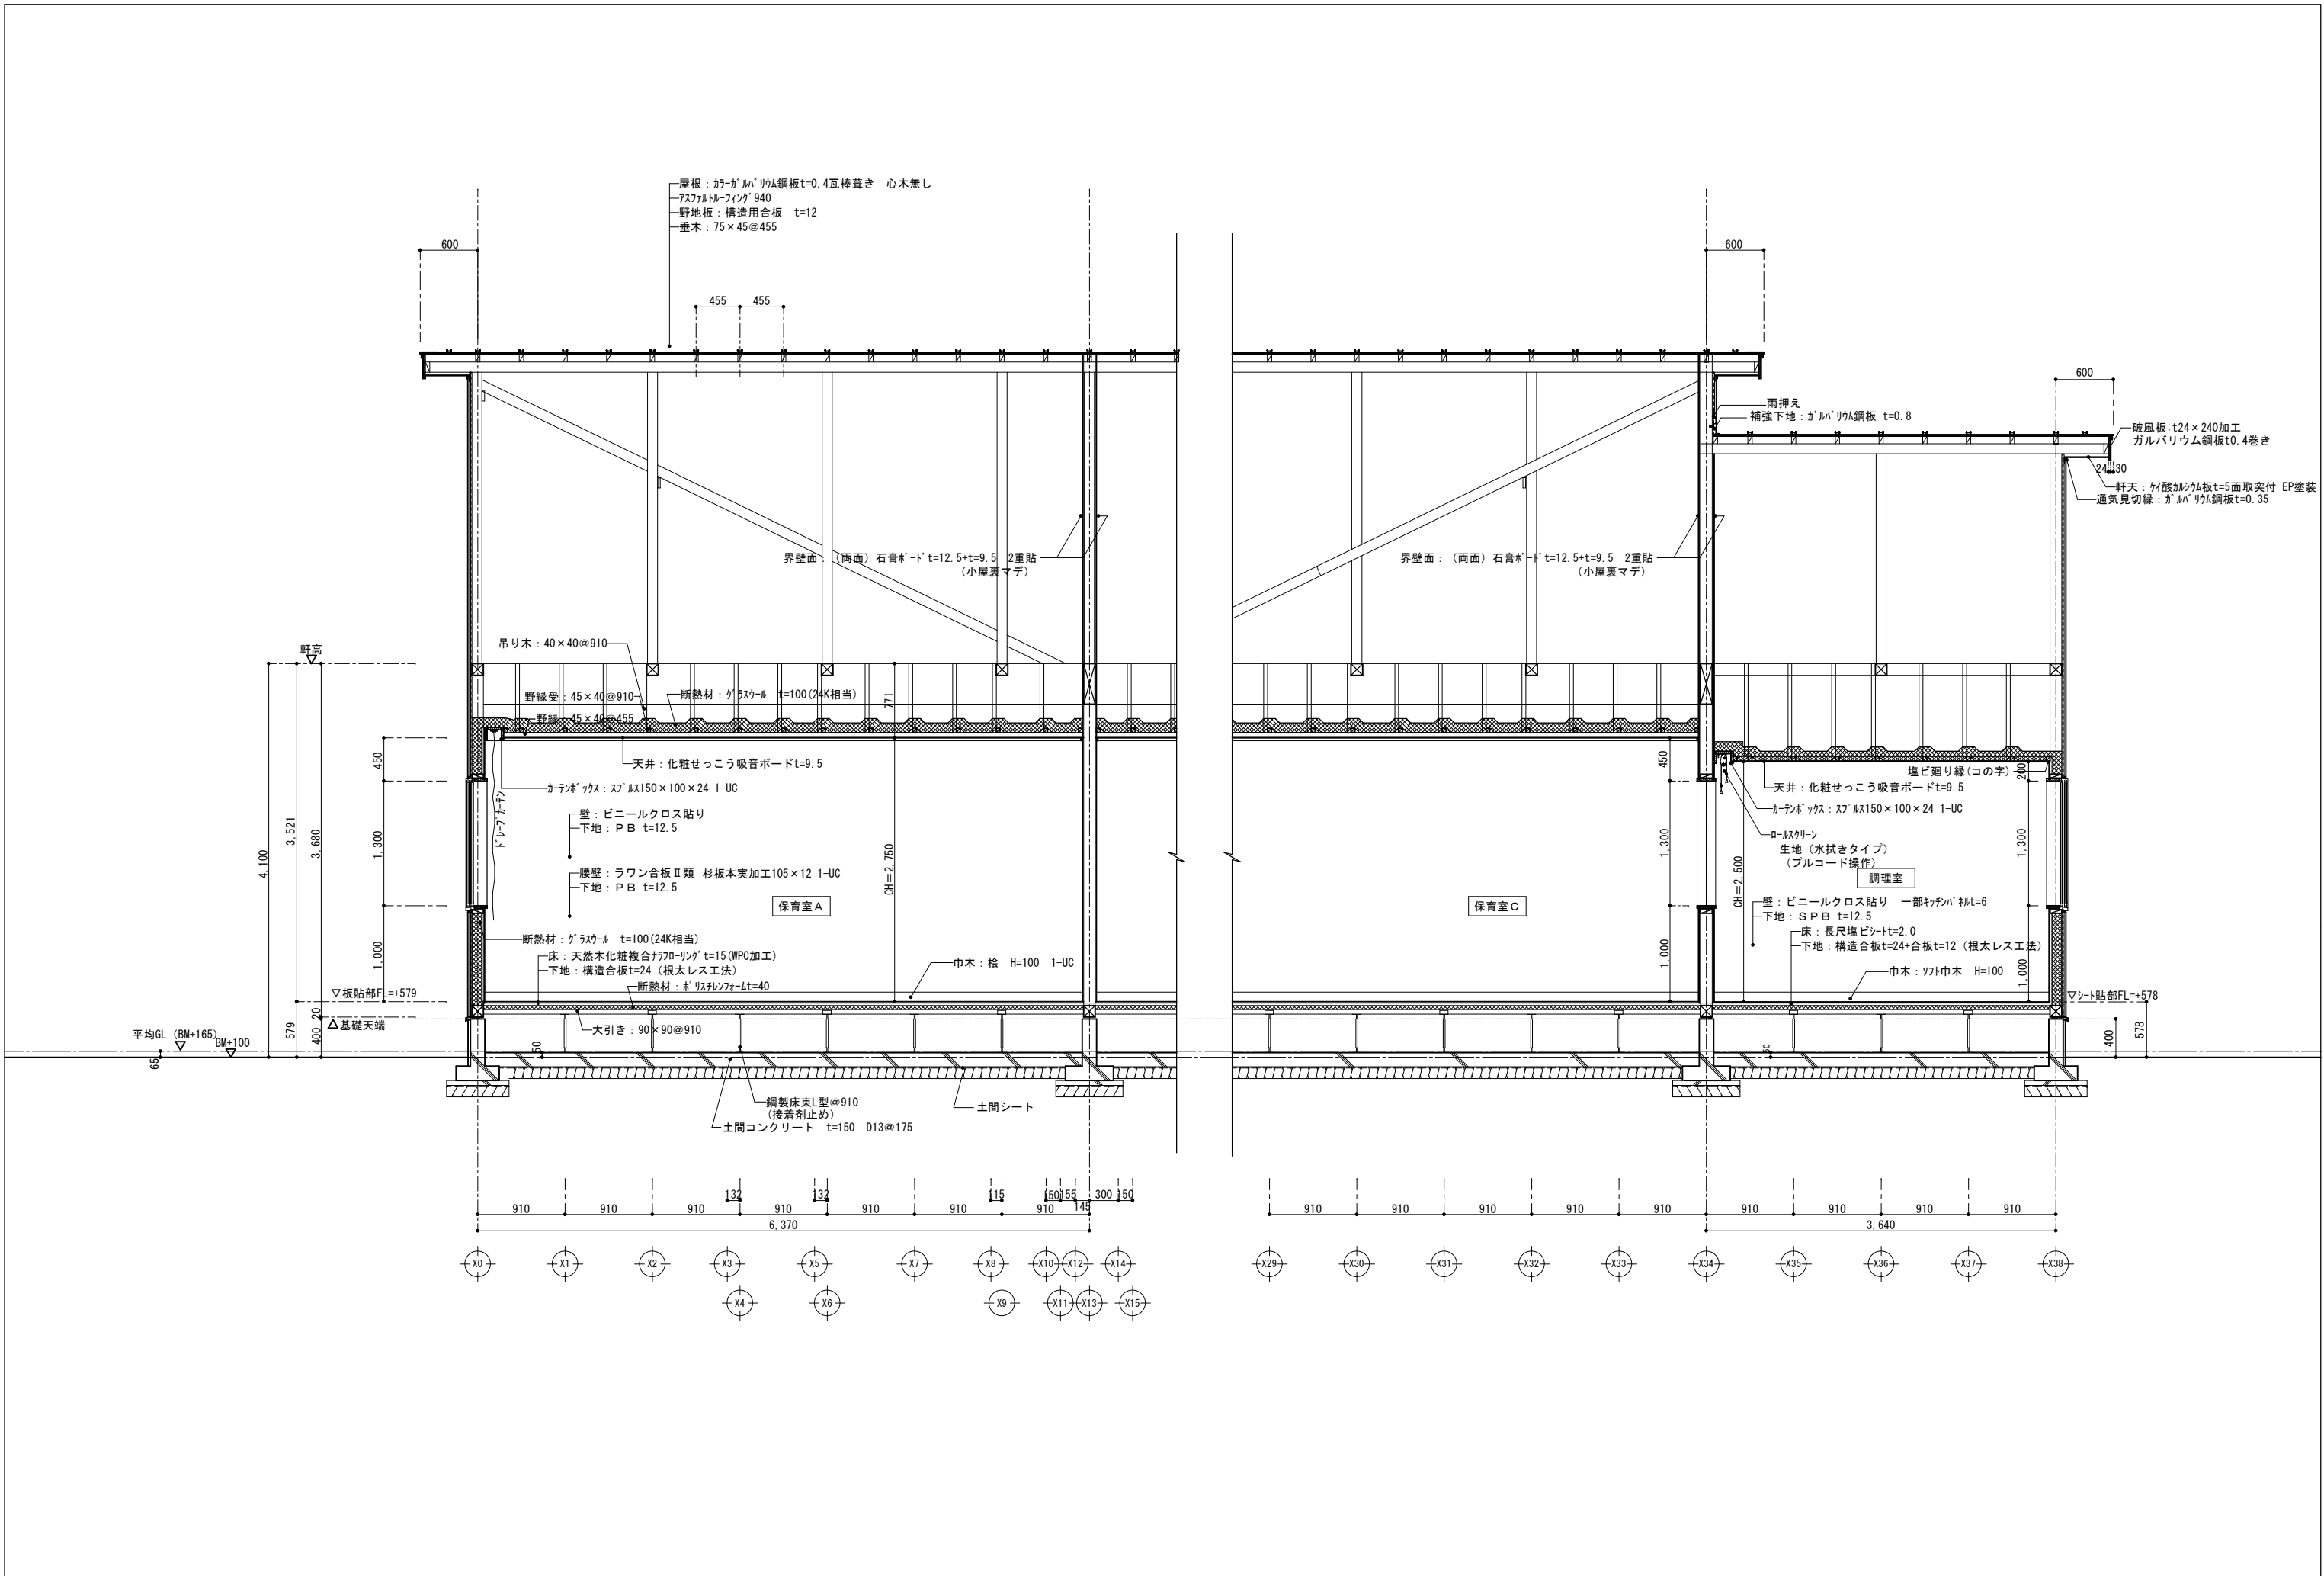 屋根：ｶﾗｰｶﾞﾙﾊﾞﾘｳﾑ鋼板t=0.4瓦棒葺き　心木無し
ｱｽﾌｧﾙﾄﾙｰﾌｨﾝｸﾞ940
野地板：構造用合板　t=12
垂木：75×45@455
600
600
455
455
600
雨押え
補強下地：ｶﾞﾙﾊﾞﾘｳﾑ鋼板 t=0.8
破風板:t24×240加工
ガルバリウム鋼板t0.4巻き
24
30
軒天：ｹｲ酸ｶﾙｼｳﾑ板t=5面取突付 EP塗装
通気見切縁：ｶﾞﾙﾊﾞﾘｳﾑ鋼板t=0.35
界壁面：（両面）石膏ﾎﾞｰﾄﾞt=12.5+t=9.5　2重貼
（小屋裏マデ）
界壁面：（両面）石膏ﾎﾞｰﾄﾞt=12.5+t=9.5　2重貼
（小屋裏マデ）
吊り木：40×40@910
軒高
野縁受：45×40@910
断熱材：ｸﾞﾗｽｳｰﾙ　t=100(24K相当)
771
野縁：45×40@455
天井：化粧せっこう吸音ボードt=9.5
ｶｰﾃﾝﾎﾞｯｸｽ：ｽﾌﾟﾙｽ150×100×24 1-UC
ﾄﾞﾚｰﾌﾟｶｰﾃﾝ
壁：ビニールクロス貼り
下地：ＰＢ t=12.5
腰壁：ラワン合板Ⅱ類 杉板本実加工105×12 1-UC
下地：ＰＢ t=12.5
CH=2,750
保育室Ａ
保育室Ｃ
断熱材：ｸﾞﾗｽｳｰﾙ　t=100(24K相当)
床：天然木化粧複合ﾅﾗﾌﾛｰﾘﾝｸﾞt=15(WPC加工)
下地：構造合板t=24（根太レス工法）
断熱材：ﾎﾟﾘｽﾁﾚﾝﾌｫｰﾑt=40
巾木：桧　H=100　1-UC
大引き：90×90@910
4,100
3,521
3,680
450
1,300
1,000
▽板貼部FL=+579
579
400
20
△基礎天端
平均GL（BM+165）
BM+100
65
50
鋼製床束L型@910
（接着剤止め）
土間コンクリート　t=150　D13@175
土間シート
450
1,300
1,000
塩ビ廻り縁(コの字)
天井：化粧せっこう吸音ボードt=9.5
ｶｰﾃﾝﾎﾞｯｸｽ：ｽﾌﾟﾙｽ150×100×24 1-UC
ﾛｰﾙｽｸﾘｰﾝ
生地（水拭きタイプ）
（プルコード操作）
調理室
CH=2,500
壁：ビニールクロス貼り　一部ｷｯﾁﾝﾊﾟﾈﾙt=6
下地：ＳＰＢ t=12.5
床：長尺塩ビｼｰﾄt=2.0
下地：構造合板t=24+合板t=12（根太レス工法）
巾木：ｿﾌﾄ巾木　H=100
200
1,300
1,000
▽ｼｰﾄ貼部FL=+578
400
578
50
132
132
115
150
155
145
300
150
910 910 910 910 910 910 910
910 910 910 910 910 910 910 910 910
6,370
3,640
X0 X1 X2 X3 X5 X7 X8 X10 X12 X14 X29 X30 X31 X32 X33 X34 X35 X36 X37 X38
X4 X6 X9 X11 X13 X15